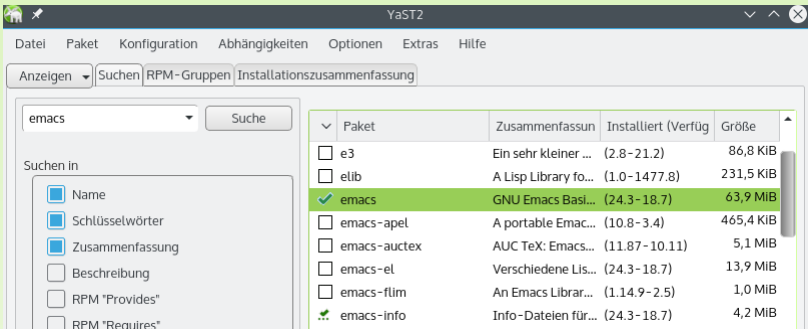 YaST2
Datei Paket Konfiguration Abhängigkeiten Optionen Extras Hilfe
Anzeigen Suchen RPM-Gruppen Installationszusammenfassung
emacs Suche
Suchen in
Name
Schlüsselwörter
Zusammenfassung
Beschreibung
RPM "Provides"
RPM "Requires"
Paket Zusammenfassun Installiert (Verfüg Größe
e3 Ein sehr kleiner ... (2.8-21.2) 86,8 KiB
elib A Lisp Library fo... (1.0-1477.8) 231,5 KiB
emacs GNU Emacs Basi... (24.3-18.7) 63,9 MiB
emacs-apel A portable Emac... (10.8-3.4) 465,4 KiB
emacs-auctex AUC TeX: Emacs... (11.87-10.11) 5,1 MiB
emacs-el Verschiedene Lis... (24.3-18.7) 13,9 MiB
emacs-flim An Emacs Librar... (1.14.9-2.5) 1,0 MiB
emacs-info Info-Dateien für... (24.3-18.7) 4,2 MiB